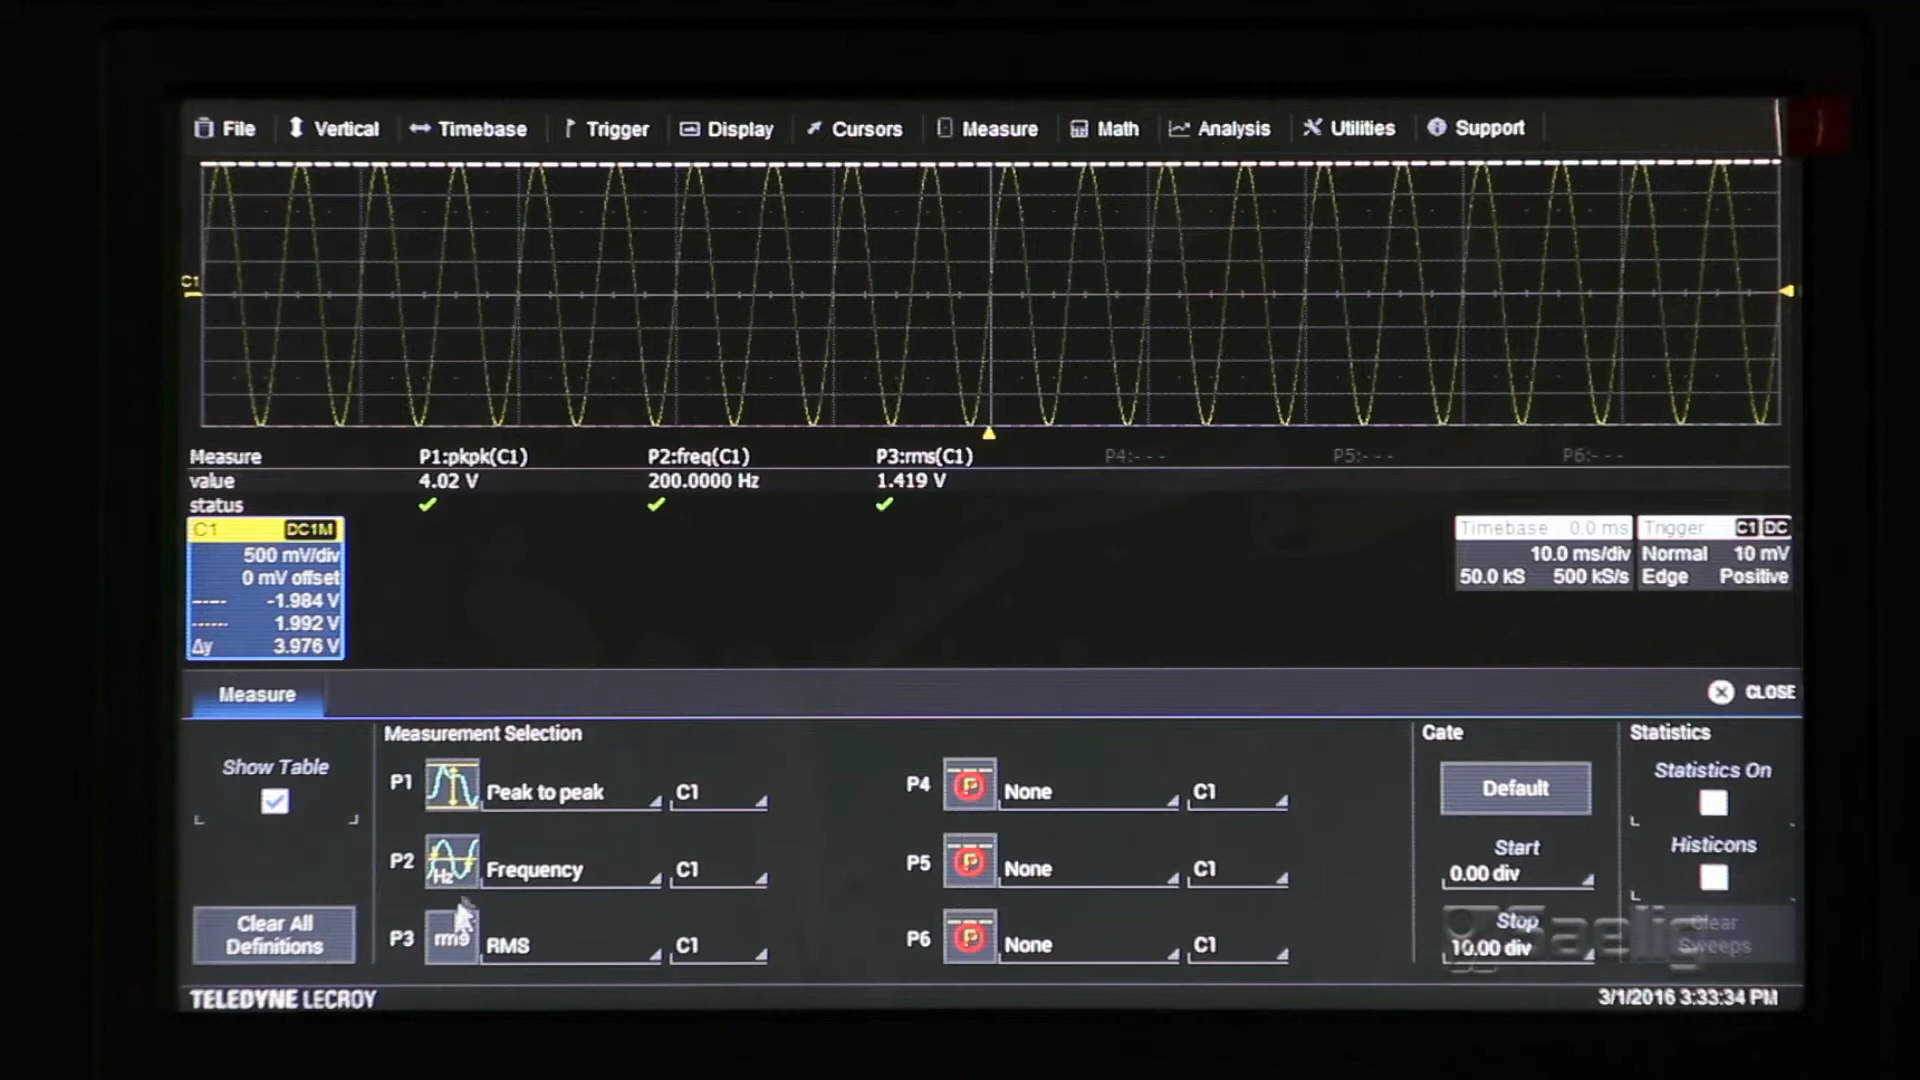 File Vertical Timebase Trigger Display Cursors Measure Math Analysis Utilities Support
C1
Measure P1:pkpk(C1) P2:freq(C1) P3:rms(C1) P4:- - - P5:- - - P6:- - -
value 4.02 V 200.0000 Hz 1.419 V
status
C1 DC1M
500 mV/div
0 mV offset
-1.984 V
1.992 V
Δy 3.976 V
Timebase 0.0 ms
10.0 ms/div
50.0 kS 500 kS/s
Trigger C1 DC
Normal 10 mV
Edge Positive
Measure CLOSE
Show Table
Clear All
Definitions
Measurement Selection
P1 Peak to peak C1
P2 Hz Frequency C1
P3 rms RMS C1
P4 P None C1
P5 P None C1
P6 P None C1
Gate
Default
Start
0.00 div
Stop
10.00 div
Statistics
Statistics On
Histicons
Clear
Sweeps
Saelig
TELEDYNE LECROY 3/1/2016 3:33:34 PM